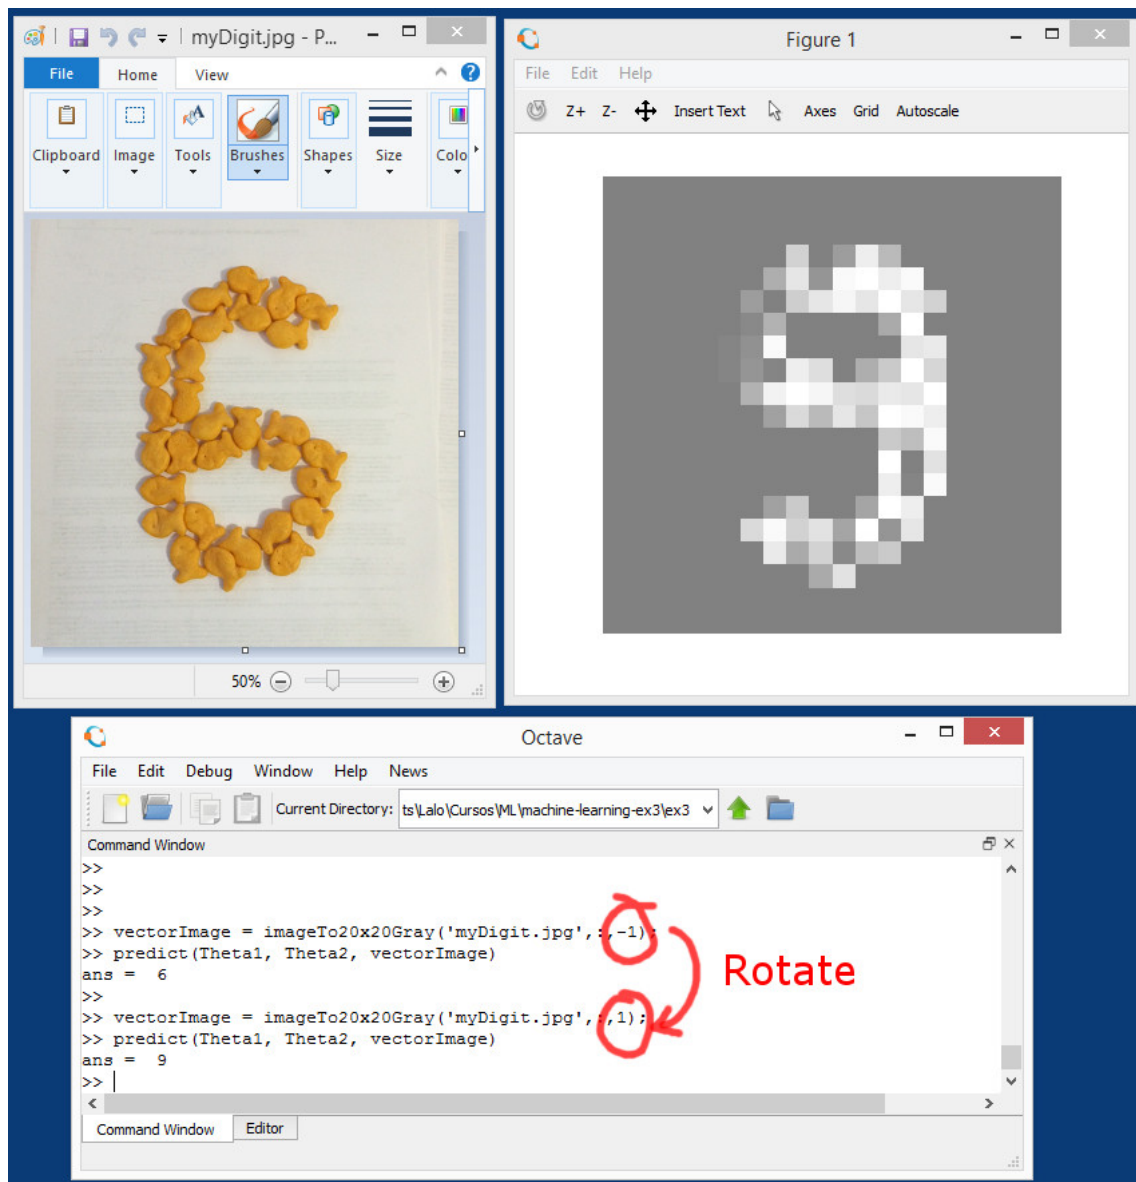 myDigit.jpg - P...
File Home View
Clipboard Image Tools Brushes Shapes Size Colo
50%
Figure 1
File Edit Help
Z+ Z- Insert Text Axes Grid Autoscale
Octave
File Edit Debug Window Help News
Current Directory: ts\Lalo\Cursos\ML\machine-learning-ex3\ex3
Command Window
>>
>>
>>
>> vectorImage = imageTo20x20Gray('myDigit.jpg',:,-1);
>> predict(Theta1, Theta2, vectorImage)
ans = 6
>>
>> vectorImage = imageTo20x20Gray('myDigit.jpg',:,1);
>> predict(Theta1, Theta2, vectorImage)
ans = 9
>>
Rotate
Command Window Editor